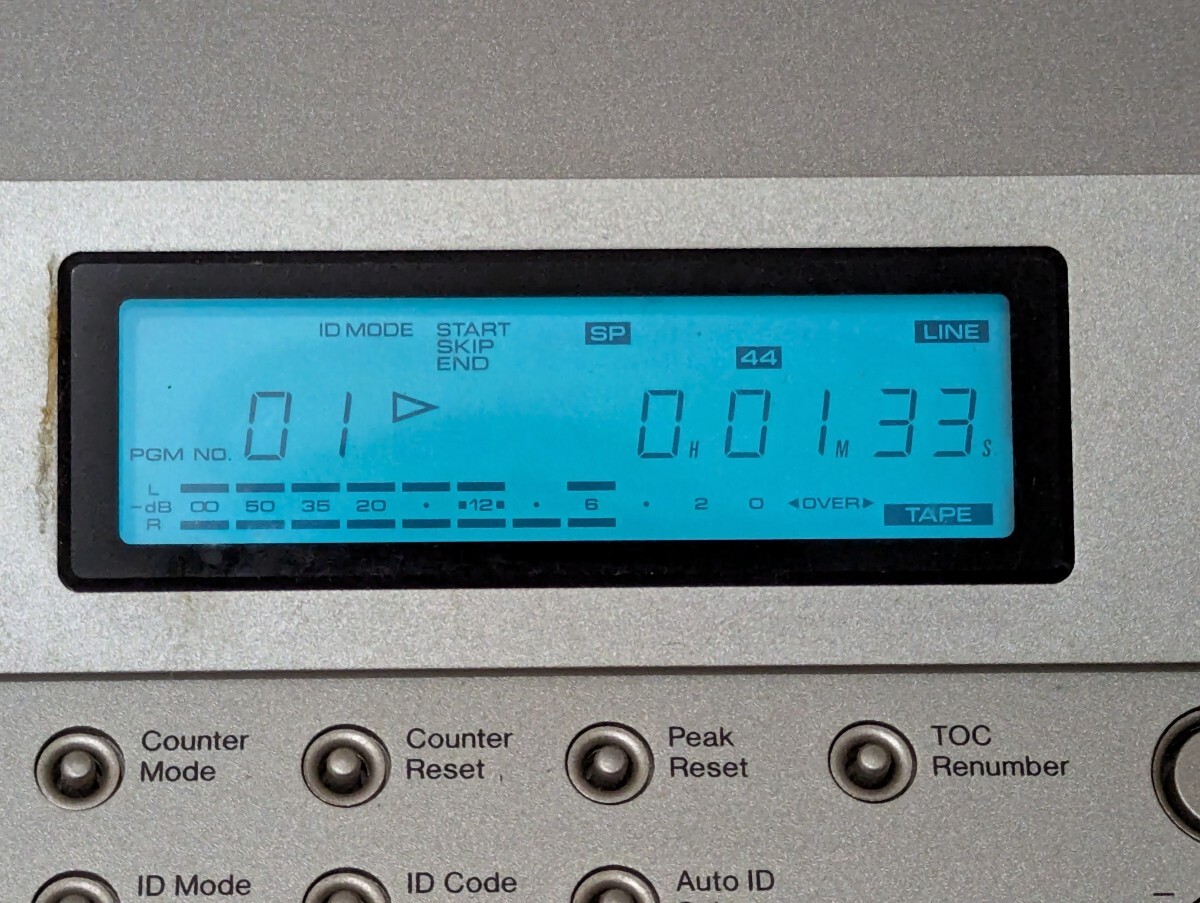 ID MODE START SP LINE
SKIP
END 44
PGM NO. 01 0H 01M 33S
L
-dB 00 50 35 20 · 12 · 6 · 2 0 ◄OVER►
R TAPE
Counter Mode
Counter Reset
Peak Reset
TOC Renumber
ID Mode
ID Code
Auto ID